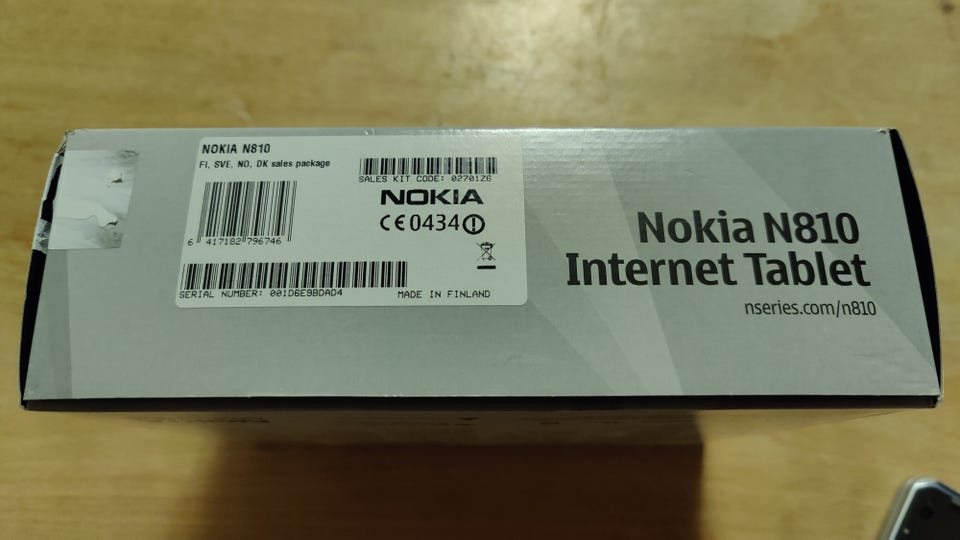 NOKIA N810
FI, SVE, NO, DK sales package
SALES KIT CODE: 0270126
NOKIA
CE0434
6 417182 796746
SERIAL NUMBER: 001D6E9BDAD4
MADE IN FINLAND
Nokia N810
Internet Tablet
nseries.com/n810